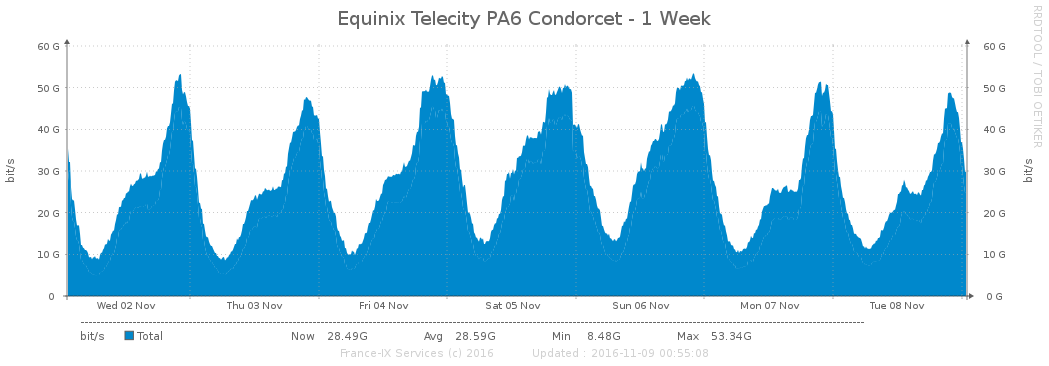 Equinix Telecity PA6 Condorcet - 1 Week
RRDTOOL / TOBI OETIKER
60 G 60 G
50 G 50 G
40 G 40 G
30 G 30 G
20 G 20 G
10 G 10 G
0 0 G
bit/s bit/s
Wed 02 Nov Thu 03 Nov Fri 04 Nov Sat 05 Nov Sun 06 Nov Mon 07 Nov Tue 08 Nov
bit/s Total Now 28.49G Avg 28.59G Min 8.48G Max 53.34G
France-IX Services (c) 2016 Updated : 2016-11-09 00:55:08